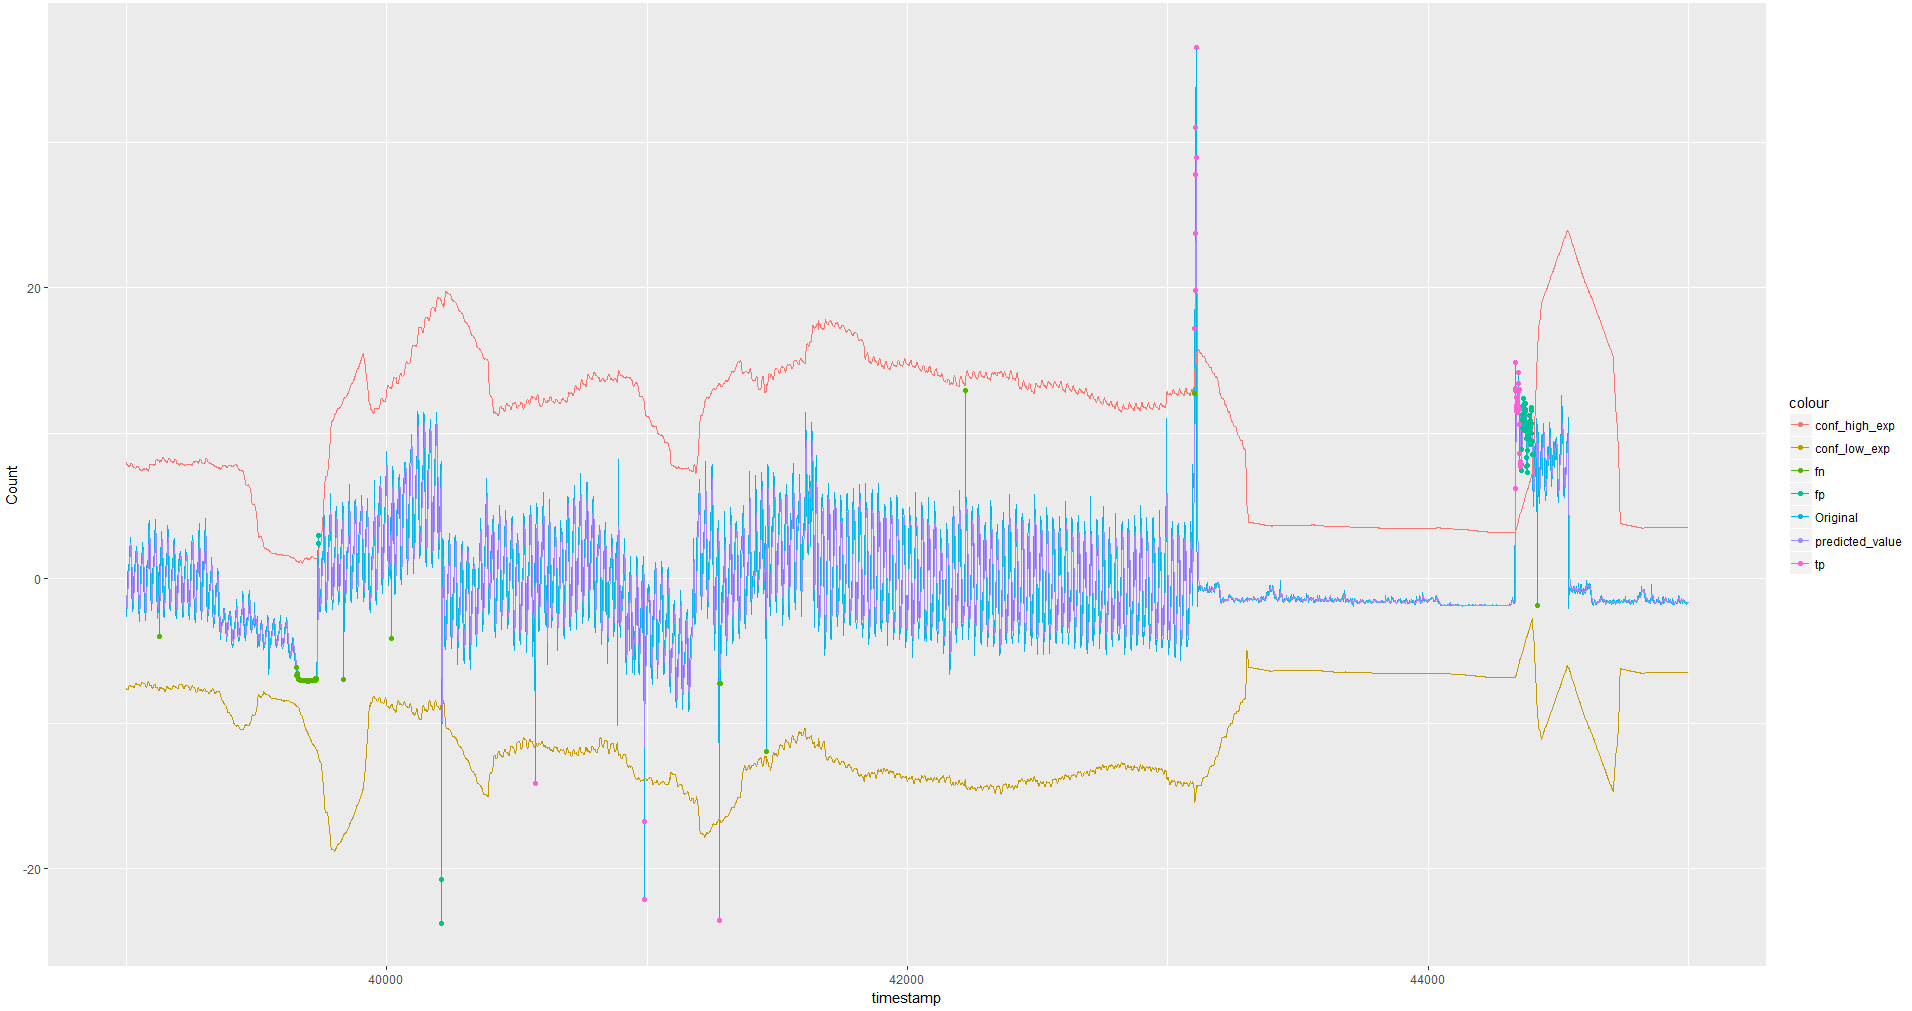 Count
20
0
-20
40000
42000
44000
timestamp
colour
conf_high_exp
conf_low_exp
fn
fp
Original
predicted_value
tp